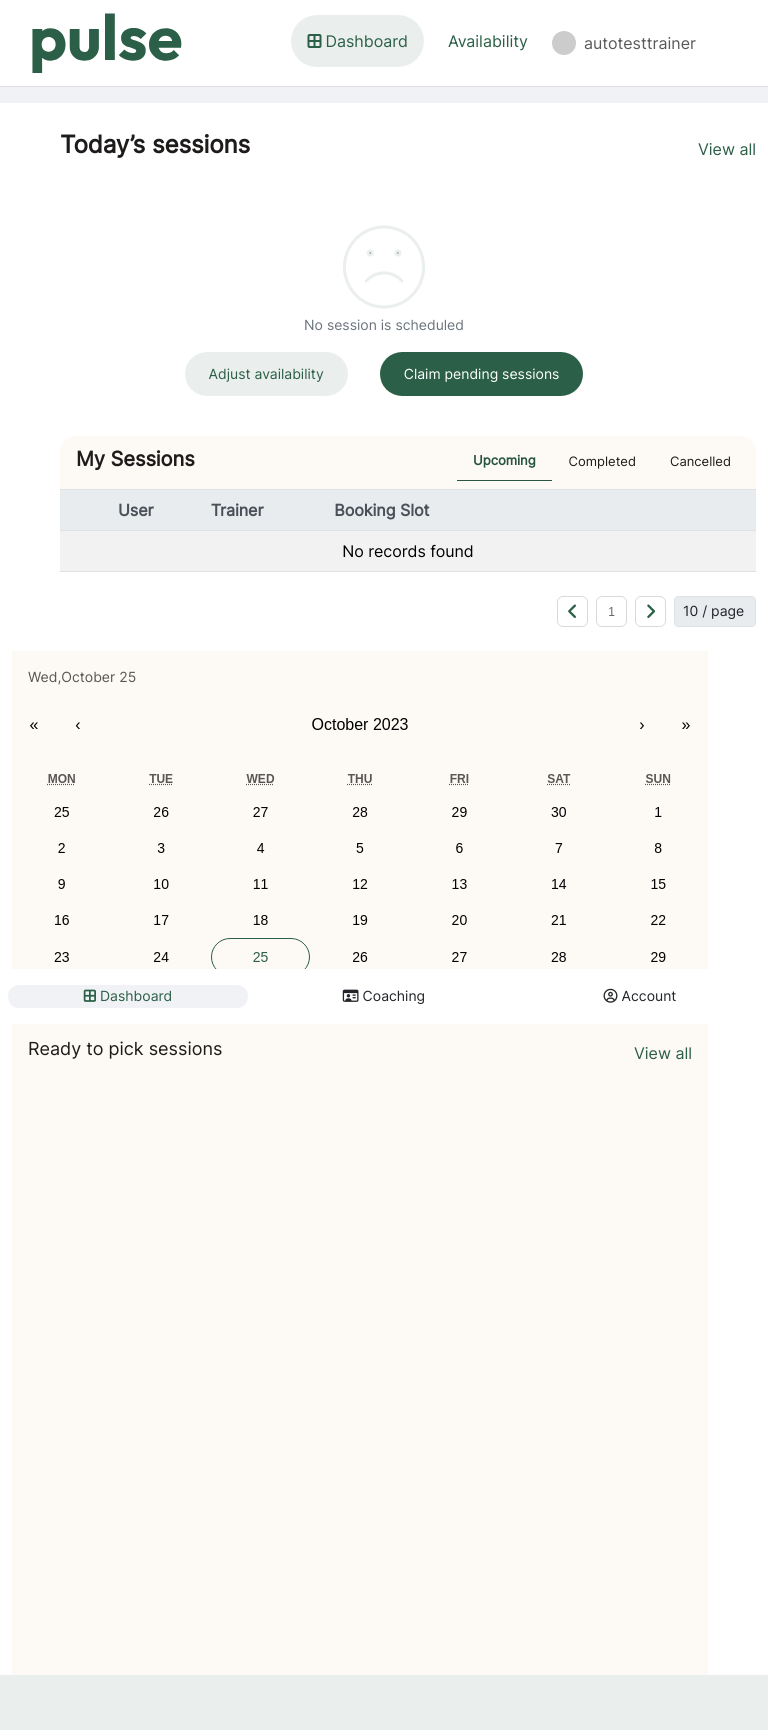 pulse
Dashboard
Availability
autotesttrainer
Today’s sessions
View all
No session is scheduled
Adjust availability
Claim pending sessions
My Sessions
Upcoming
Completed
Cancelled
User Trainer Booking Slot
No records found
1
10 / page
Wed,October 25
« ‹ October 2023 › »
MON TUE WED THU FRI SAT SUN
25 26 27 28 29 30 1
2 3 4 5 6 7 8
9 10 11 12 13 14 15
16 17 18 19 20 21 22
23 24 25 26 27 28 29
Dashboard
Coaching
Account
Ready to pick sessions
View all